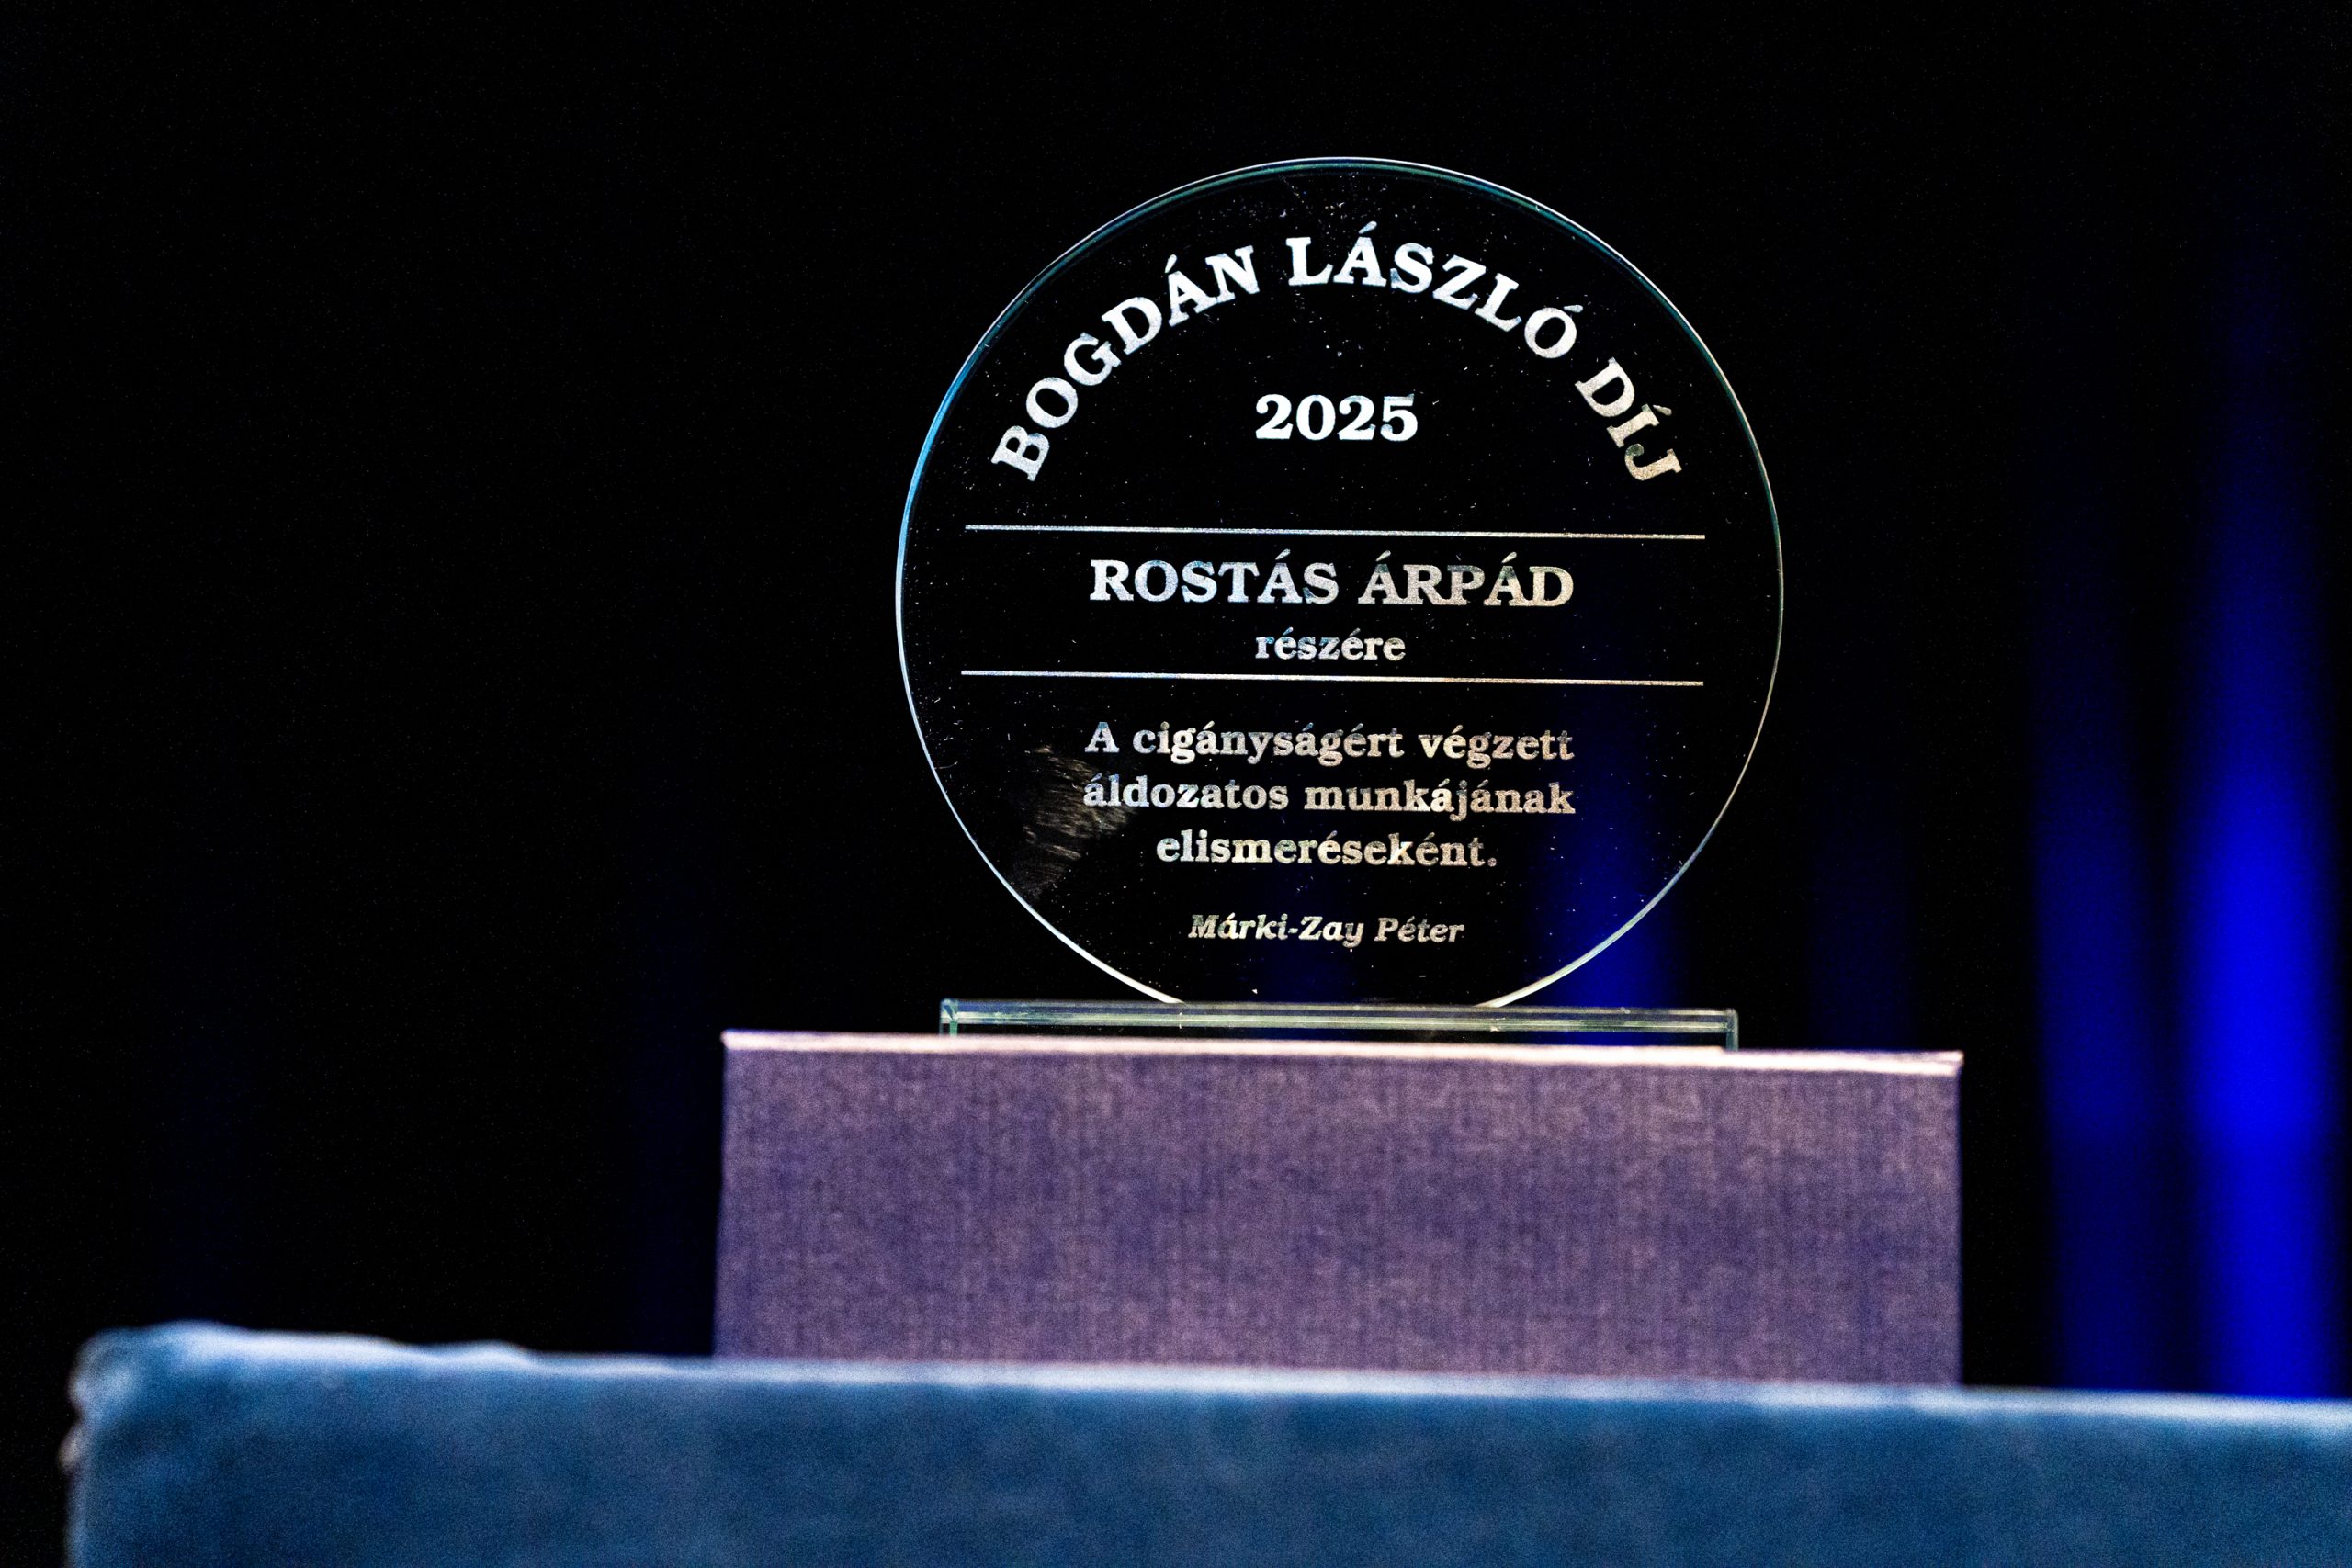 BOGDÁN LÁSZLÓ DÍJ
2025
ROSTÁS ÁRPÁD
részére
A cigányságért végzett
áldozatos munkájának
elismeréseként.
Márki-Zay Péter